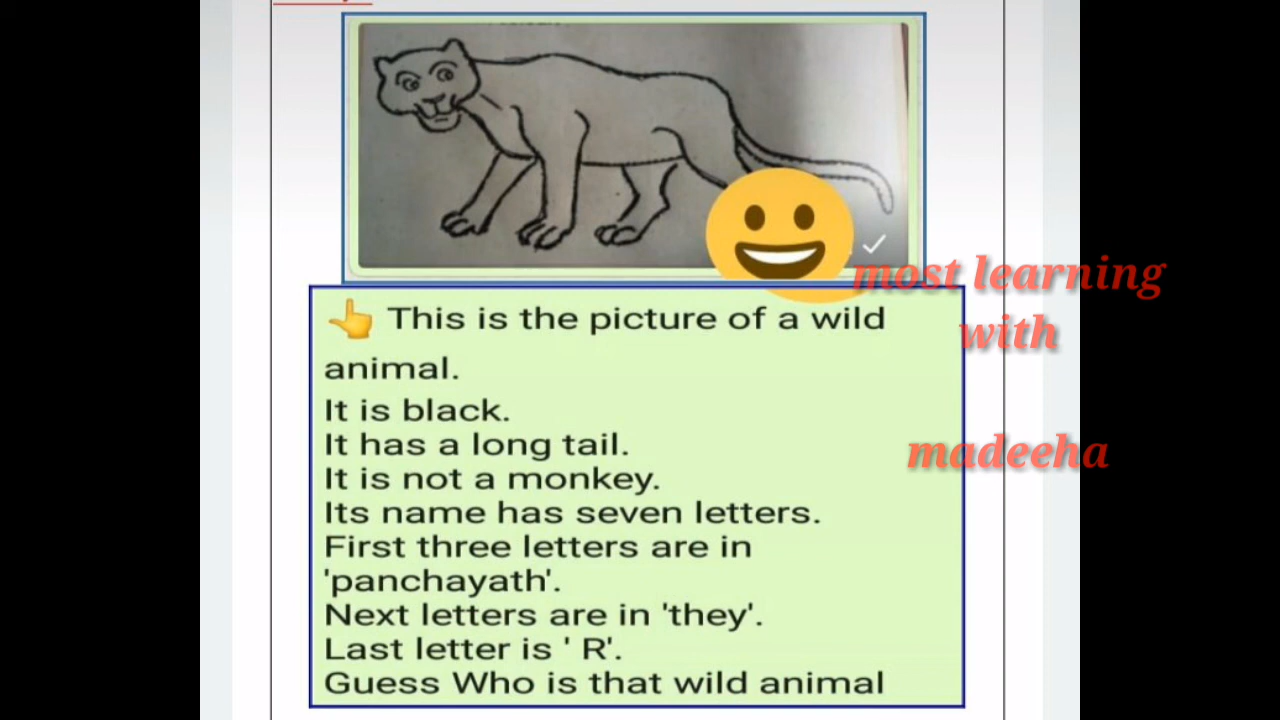 This is the picture of a wild
animal.
It is black.
It has a long tail.
It is not a monkey.
Its name has seven letters.
First three letters are in
'panchayath'.
Next letters are in 'they'.
Last letter is ' R'.
Guess Who is that wild animal
most learning
with
madeeha